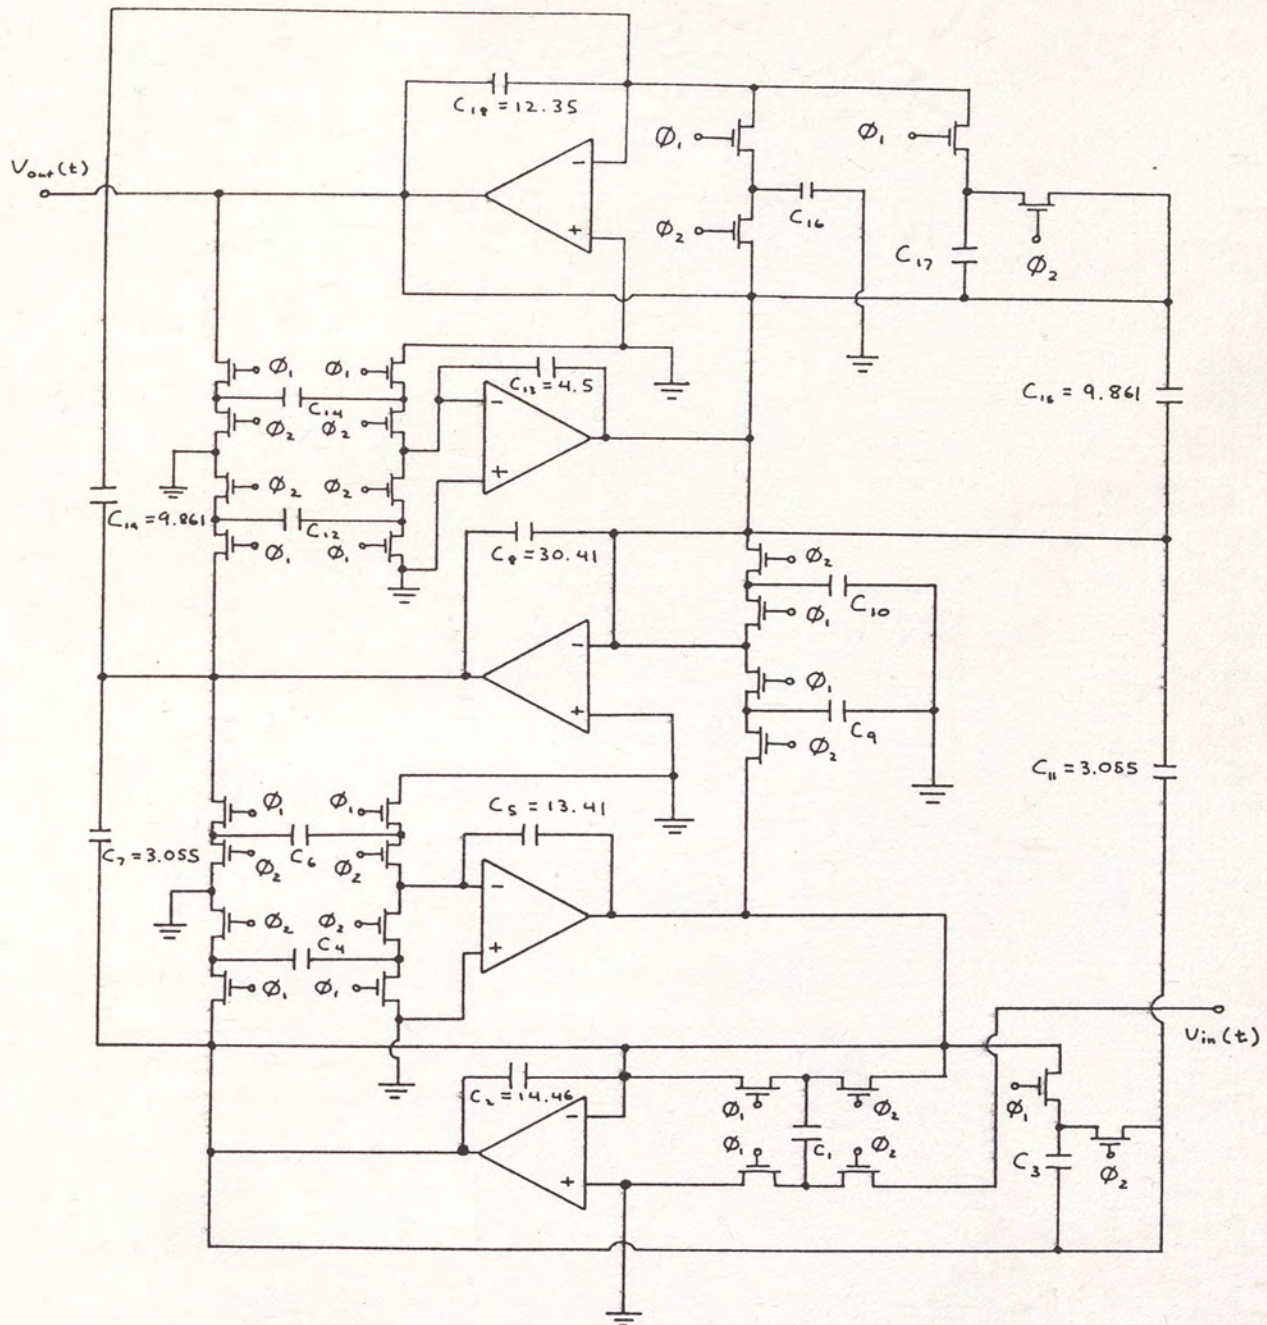 C18 = 12.35
Vout(t)
-
+
ø1
ø2
C16
ø1
C17
ø2
ø1
ø1
C14
ø2
ø2
C13 = 4.5
-
+
C15 = 9.861
ø2
ø2
C12
ø1
ø1
C19 = 9.861
C8 = 30.41
ø2
C10
ø1
-
+
ø1
C9
ø2
C11 = 3.055
ø1
ø1
C6
ø2
ø2
C5 = 13.41
C7 = 3.055
-
+
ø2
ø2
C4
ø1
ø1
Vin(t)
C2 = 14.46
-
+
ø1
ø2
C1
ø1
ø2
ø1
C3
ø2